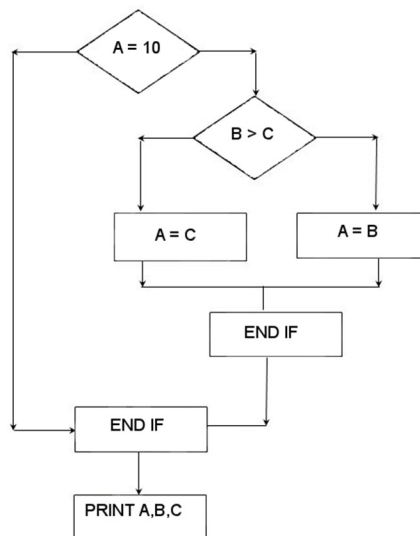 A = 10
B > C
A = C
A = B
END IF
END IF
PRINT A,B,C